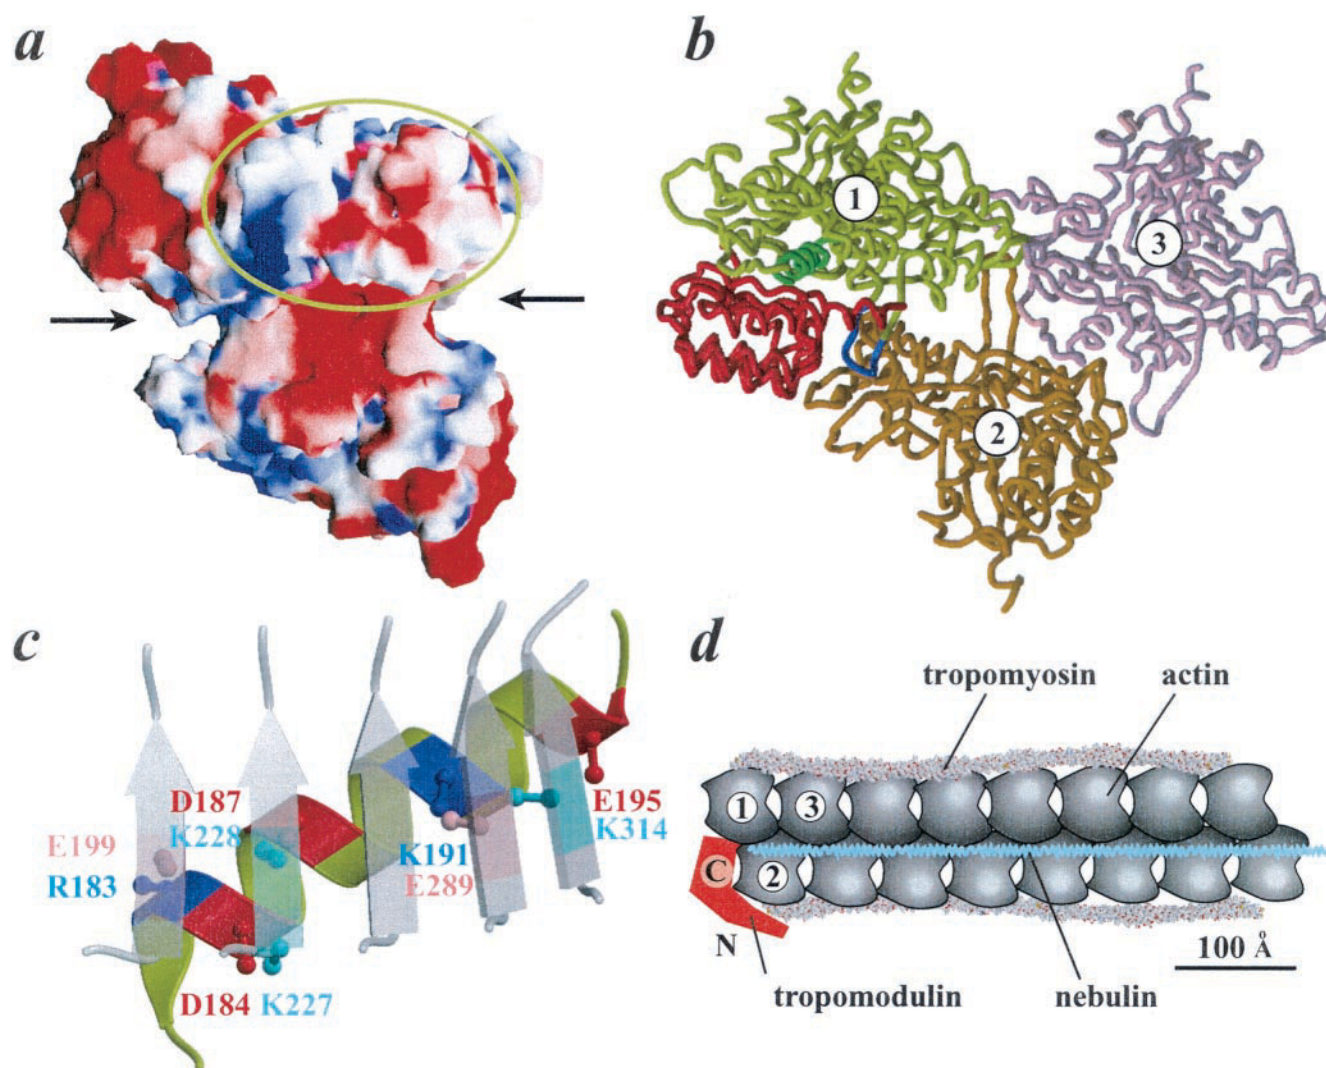 a
b
1
3
2
c
D187
K228
E199
R183
K191
E289
E195
K314
D184 K227
d
tropomyosin
actin
1 3
C
2
N
100 Å
tropomodulin
nebulin